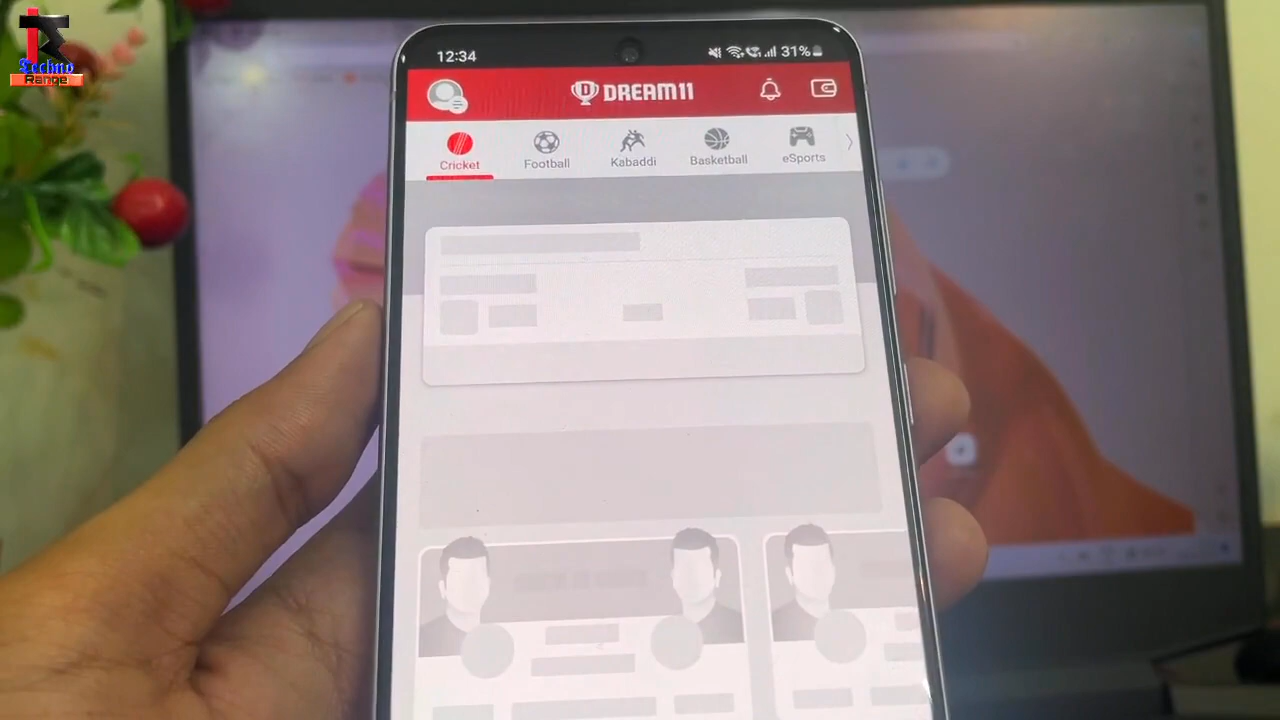 Techno
Range
12:34
31%
DREAM11
Cricket
Football
Kabaddi
Basketball
eSports